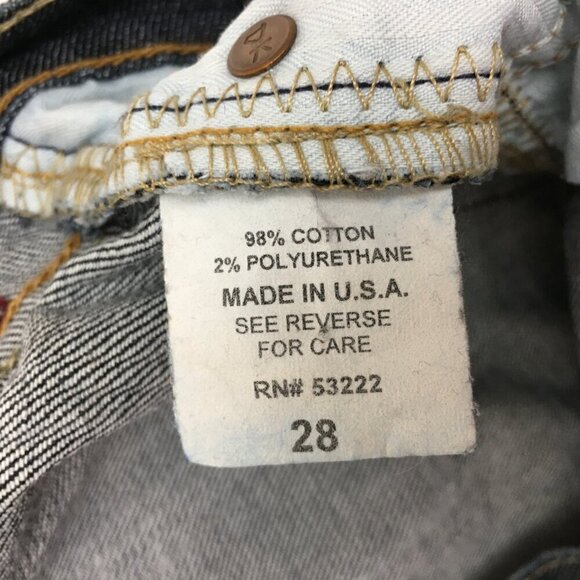 98% COTTON
2% POLYURETHANE
MADE IN U.S.A.
SEE REVERSE
FOR CARE
RN# 53222
28